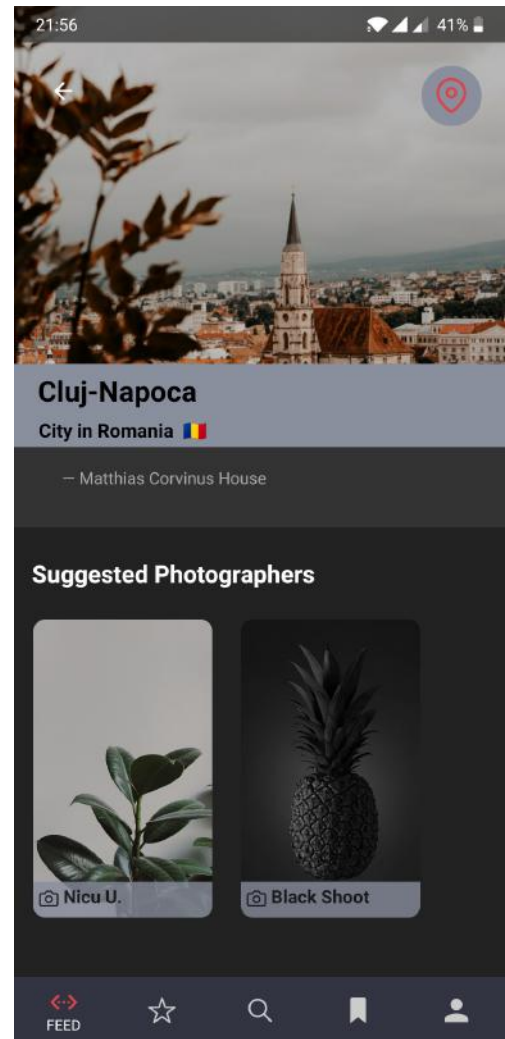 21:56
41%
Cluj-Napoca
City in Romania 🇷🇴
— Matthias Corvinus House
Suggested Photographers
Nicu U.
Black Shoot
FEED